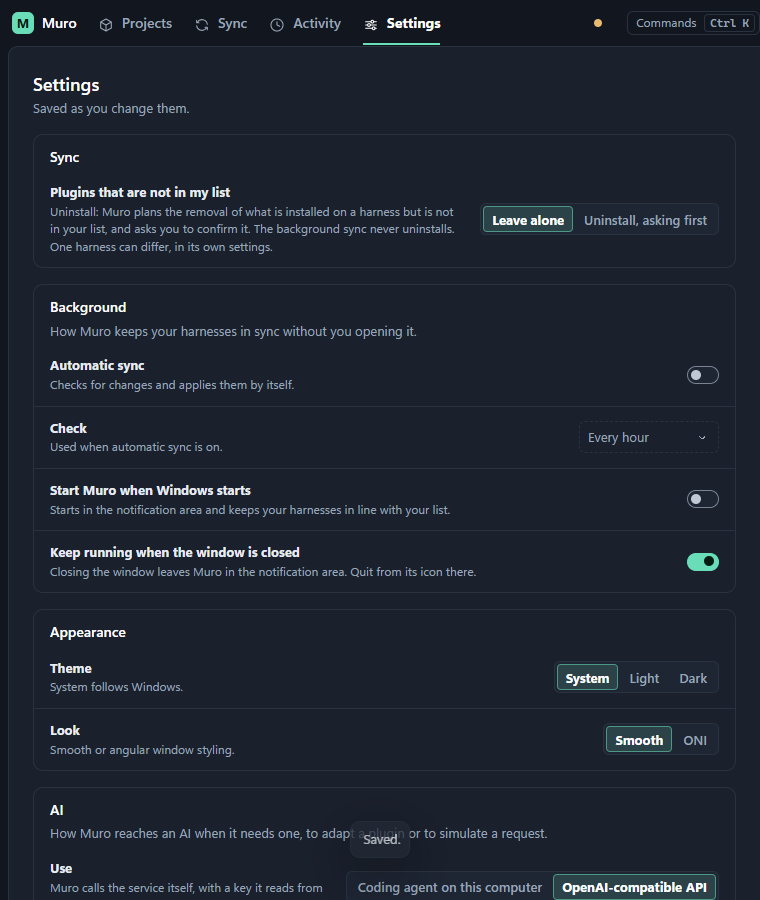 M Muro Projects Sync Activity Settings Commands Ctrl K
Settings
Saved as you change them.
Sync
Plugins that are not in my list
Uninstall: Muro plans the removal of what is installed on a harness but is not
in your list, and asks you to confirm it. The background sync never uninstalls.
One harness can differ, in its own settings.
Leave alone Uninstall, asking first
Background
How Muro keeps your harnesses in sync without you opening it.
Automatic sync
Checks for changes and applies them by itself.
Check
Used when automatic sync is on.
Every hour
Start Muro when Windows starts
Starts in the notification area and keeps your harnesses in line with your list.
Keep running when the window is closed
Closing the window leaves Muro in the notification area. Quit from its icon there.
Appearance
Theme
System follows Windows.
System Light Dark
Look
Smooth or angular window styling.
Smooth ONI
AI
How Muro reaches an AI when it needs one, to adapt a plugin or to simulate a request.
Saved.
Use
Muro calls the service itself, with a key it reads from
Coding agent on this computer OpenAI-compatible API